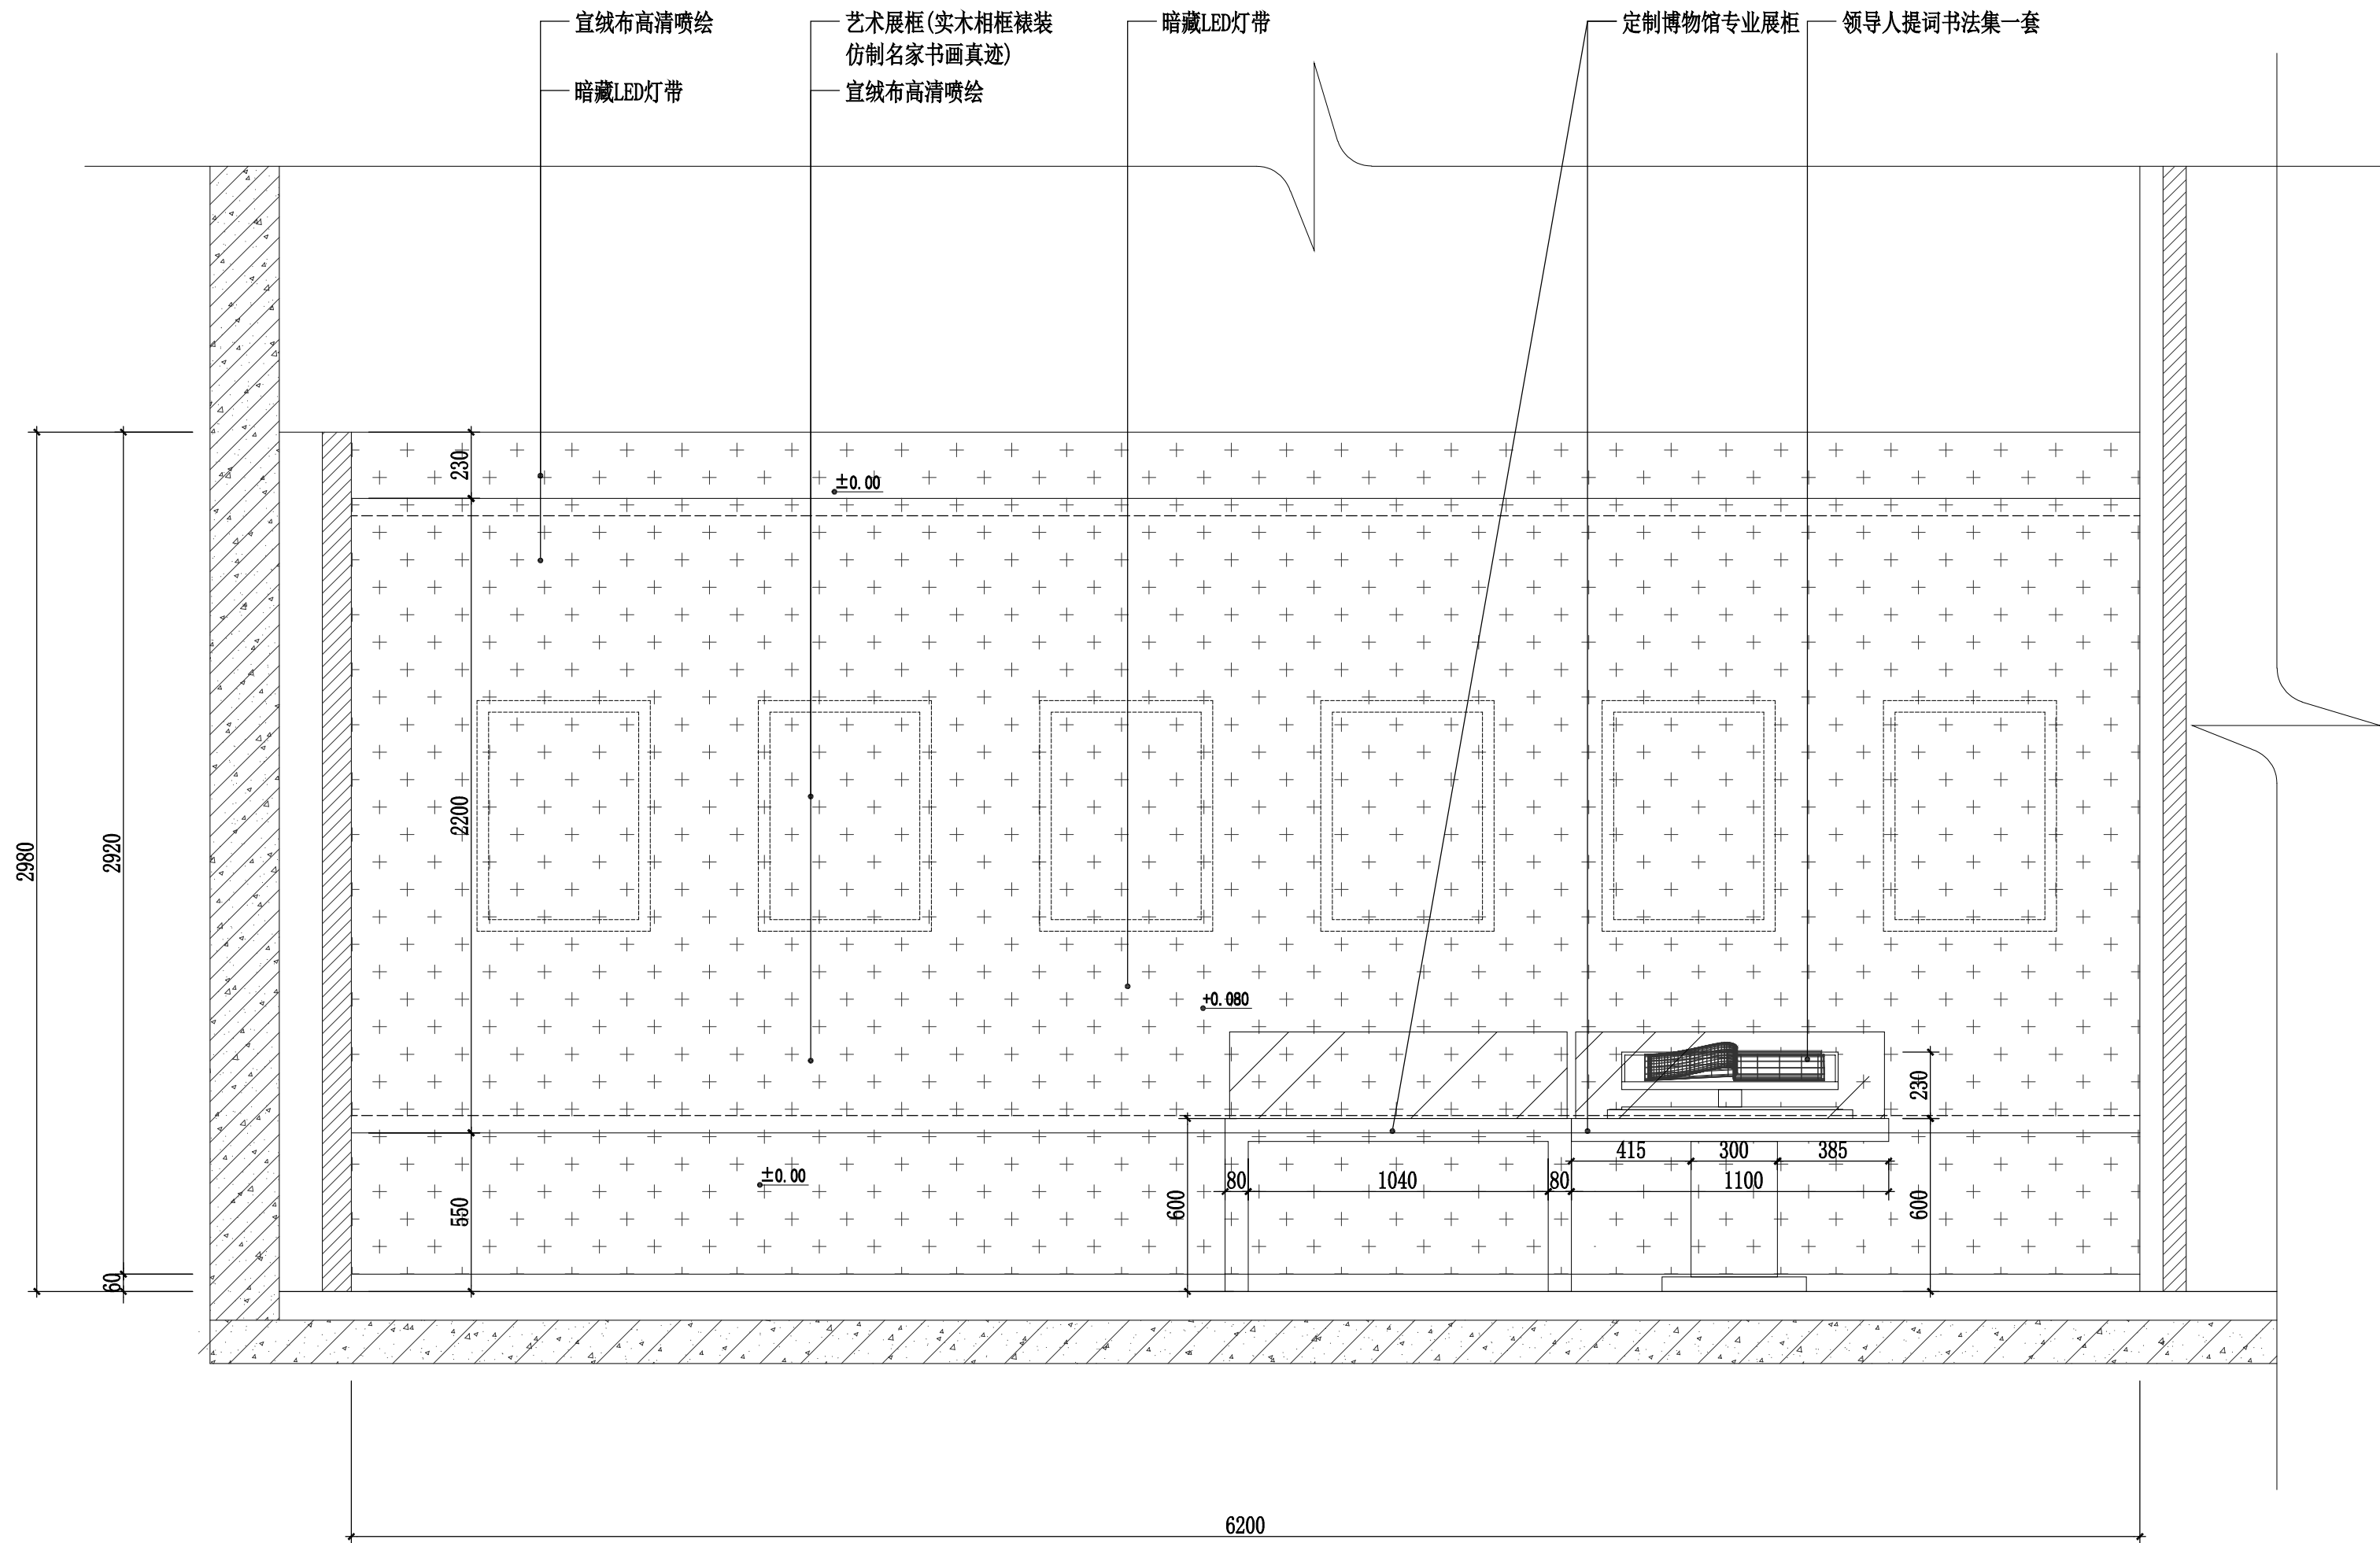 宣绒布高清喷绘
暗藏LED灯带
艺术展框(实木相框裱装
仿制名家书画真迹)
宣绒布高清喷绘
暗藏LED灯带
定制博物馆专业展柜
领导人提词书法集一套
230
±0.00
2200
2980
2920
+0.080
230
415
300
385
±0.00
80
1040
80
1100
550
600
600
60
6200